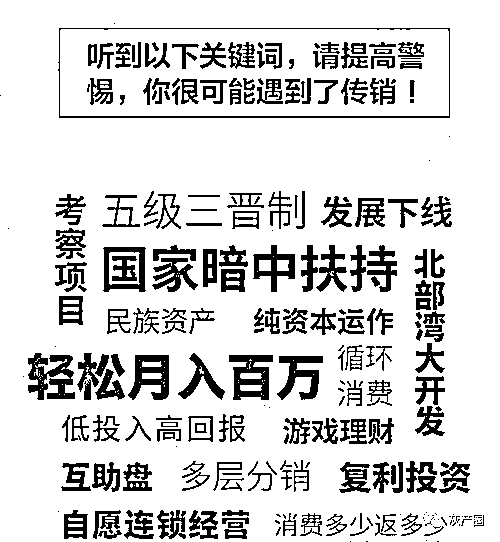 听到以下关键词，请提高警
惕，你很可能遇到了传销！
考察项目
五级三晋制
发展下线
国家暗中扶持
北部湾大开发
民族资产
纯资本运作
轻松月入百万
循环
消费
低投入高回报
游戏理财
互助盘
多层分销
复利投资
自愿连锁经营
消费多少返多少
灰产圈